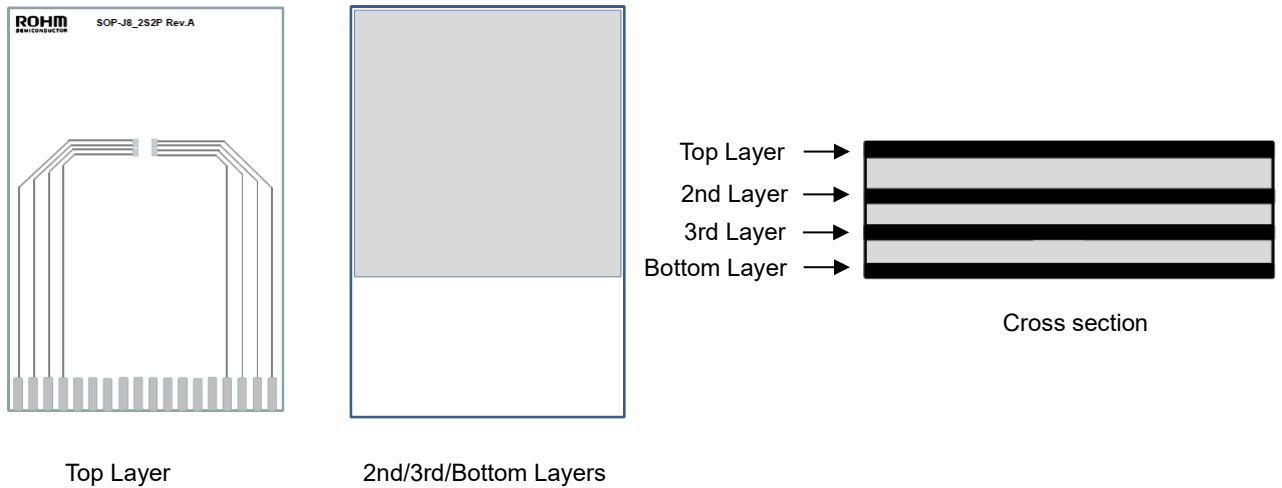 ROHM
SEMICONDUCTOR
SOP-J8_2S2P Rev.A
Top Layer
2nd Layer
3rd Layer
Bottom Layer
Cross section
Top Layer
2nd/3rd/Bottom Layers